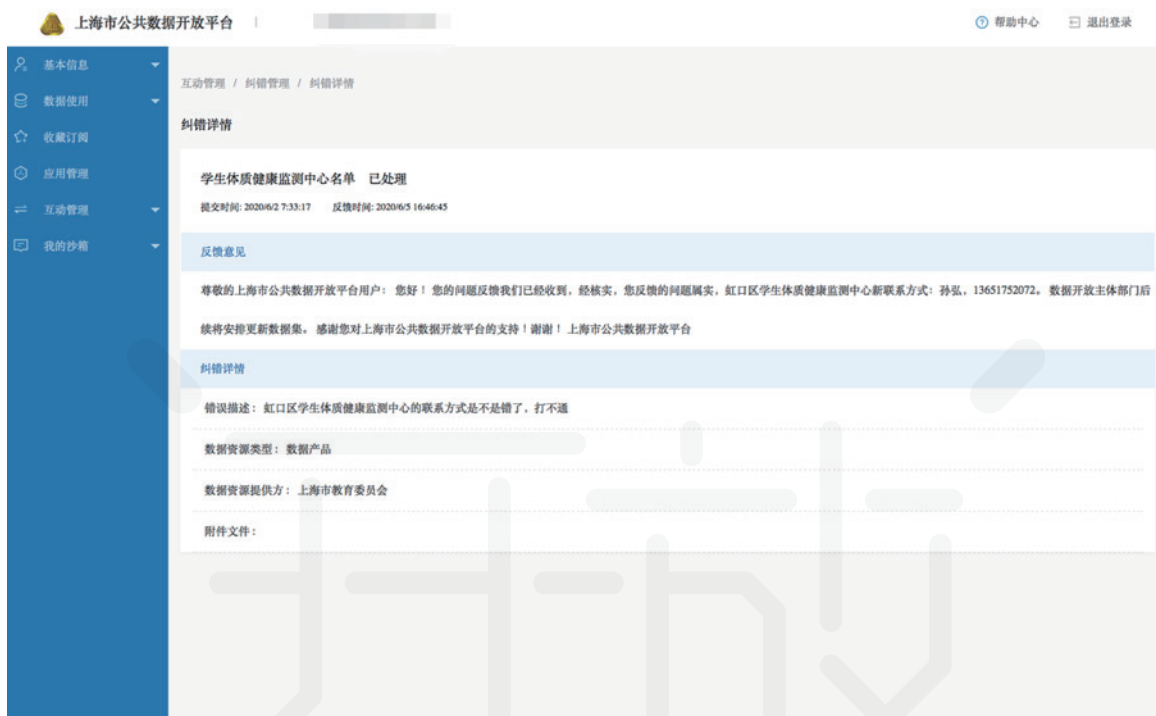 上海市公共数据开放平台
帮助中心
退出登录
基本信息
数据使用
收藏订阅
应用管理
互动管理
我的沙箱
互动管理 / 纠错管理 / 纠错详情
纠错详情
学生体质健康监测中心名单 已处理
提交时间: 2020/6/2 7:33:17 反馈时间: 2020/6/5 16:46:45
反馈意见
尊敬的上海市公共数据开放平台用户： 您好！ 您的问题反馈我们已经收到，经核实，您反馈的问题属实，虹口区学生体质健康监测中心新联系方式：孙弘，13651752072。 数据开放主体部门后
续将安排更新数据集。 感谢您对上海市公共数据开放平台的支持！谢谢！ 上海市公共数据开放平台
纠错详情
错误描述： 虹口区学生体质健康监测中心的联系方式是不是错了，打不通
数据资源类型： 数据产品
数据资源提供方： 上海市教育委员会
附件文件：